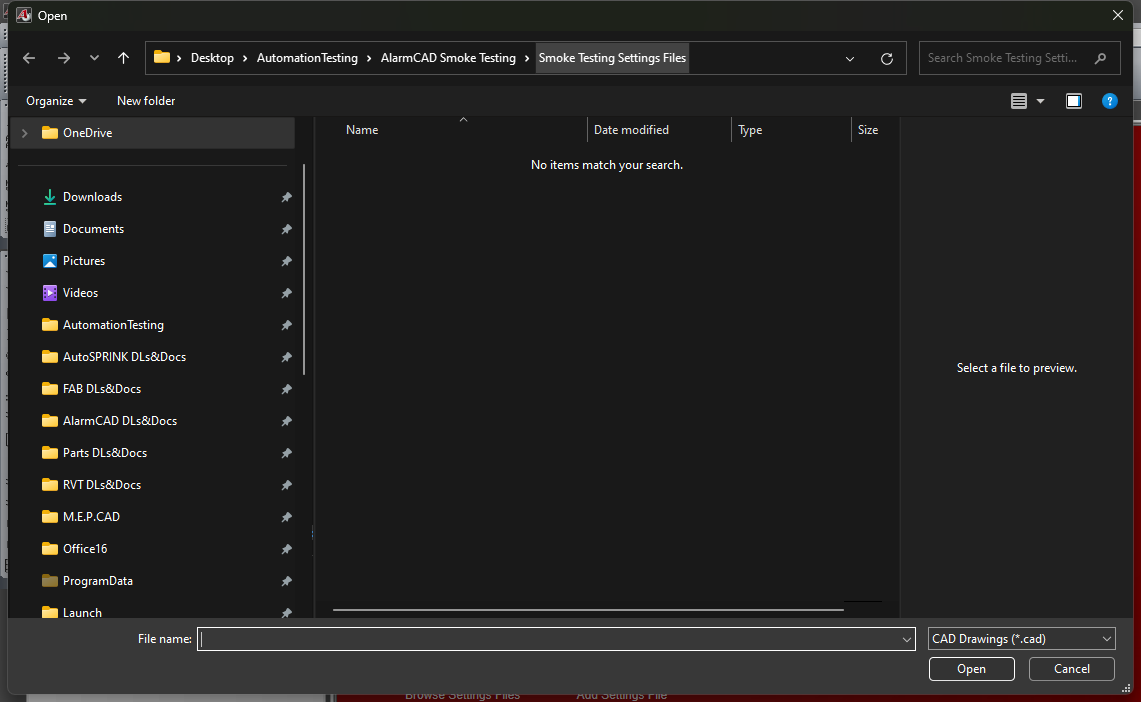 Open
Desktop > AutomationTesting > AlarmCAD Smoke Testing > Smoke Testing Settings Files
Search Smoke Testing Setti...
Organize
New folder
OneDrive
Name
Date modified
Type
Size
No items match your search.
Downloads
Documents
Pictures
Videos
AutomationTesting
AutoSPRINK DLs&Docs
Select a file to preview.
FAB DLs&Docs
AlarmCAD DLs&Docs
Parts DLs&Docs
RVT DLs&Docs
M.E.P.CAD
Office16
ProgramData
Launch
File name:
CAD Drawings (*.cad)
Open
Cancel
Browse Settings Files
Add Settings File